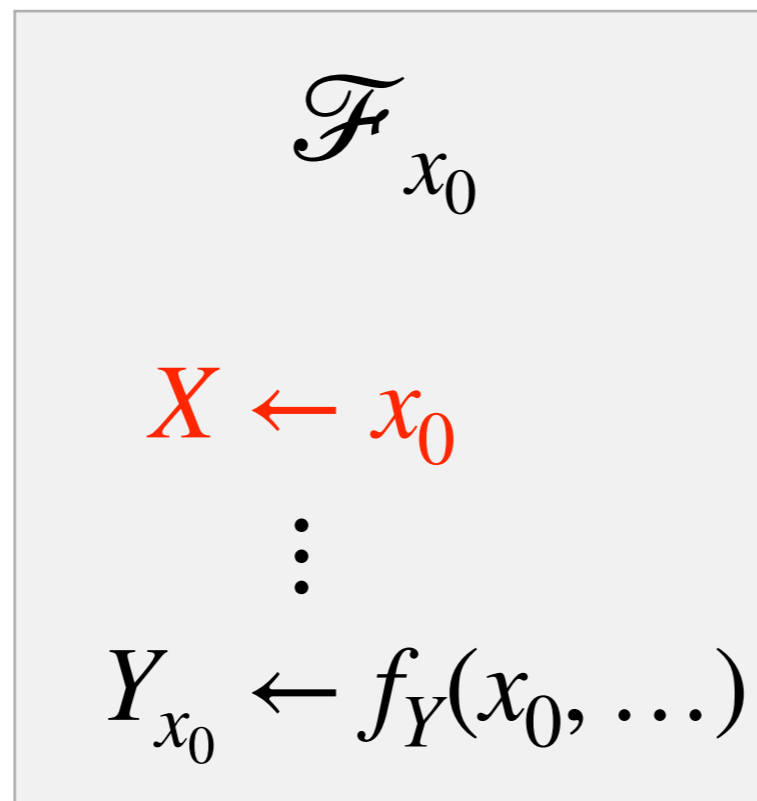 ℱ_{x_0}
X ← x_0
⋮
Y_{x_0} ← f_Y(x_0, …)